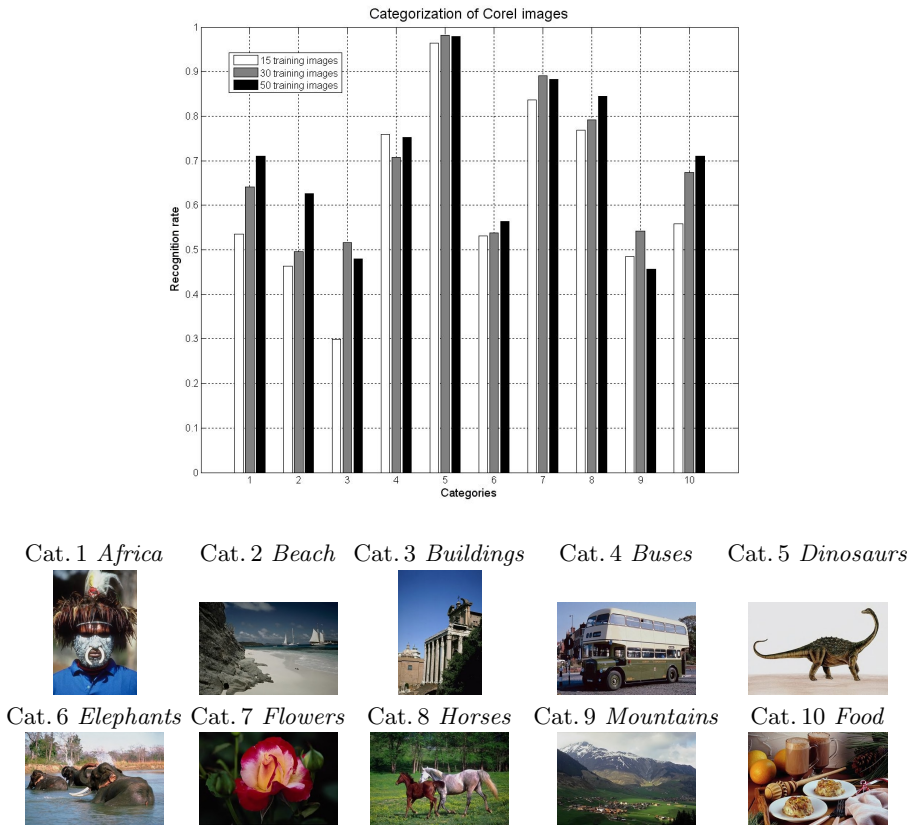 Categorization of Corel images
1
0.9
0.8
0.7
0.6
0.5
0.4
0.3
0.2
0.1
0
Recognition rate
15 training images
30 training images
50 training images
1 2 3 4 5 6 7 8 9 10
Categories
Cat. 1 Africa Cat. 2 Beach Cat. 3 Buildings Cat. 4 Buses Cat. 5 Dinosaurs
Cat. 6 Elephants Cat. 7 Flowers Cat. 8 Horses Cat. 9 Mountains Cat. 10 Food